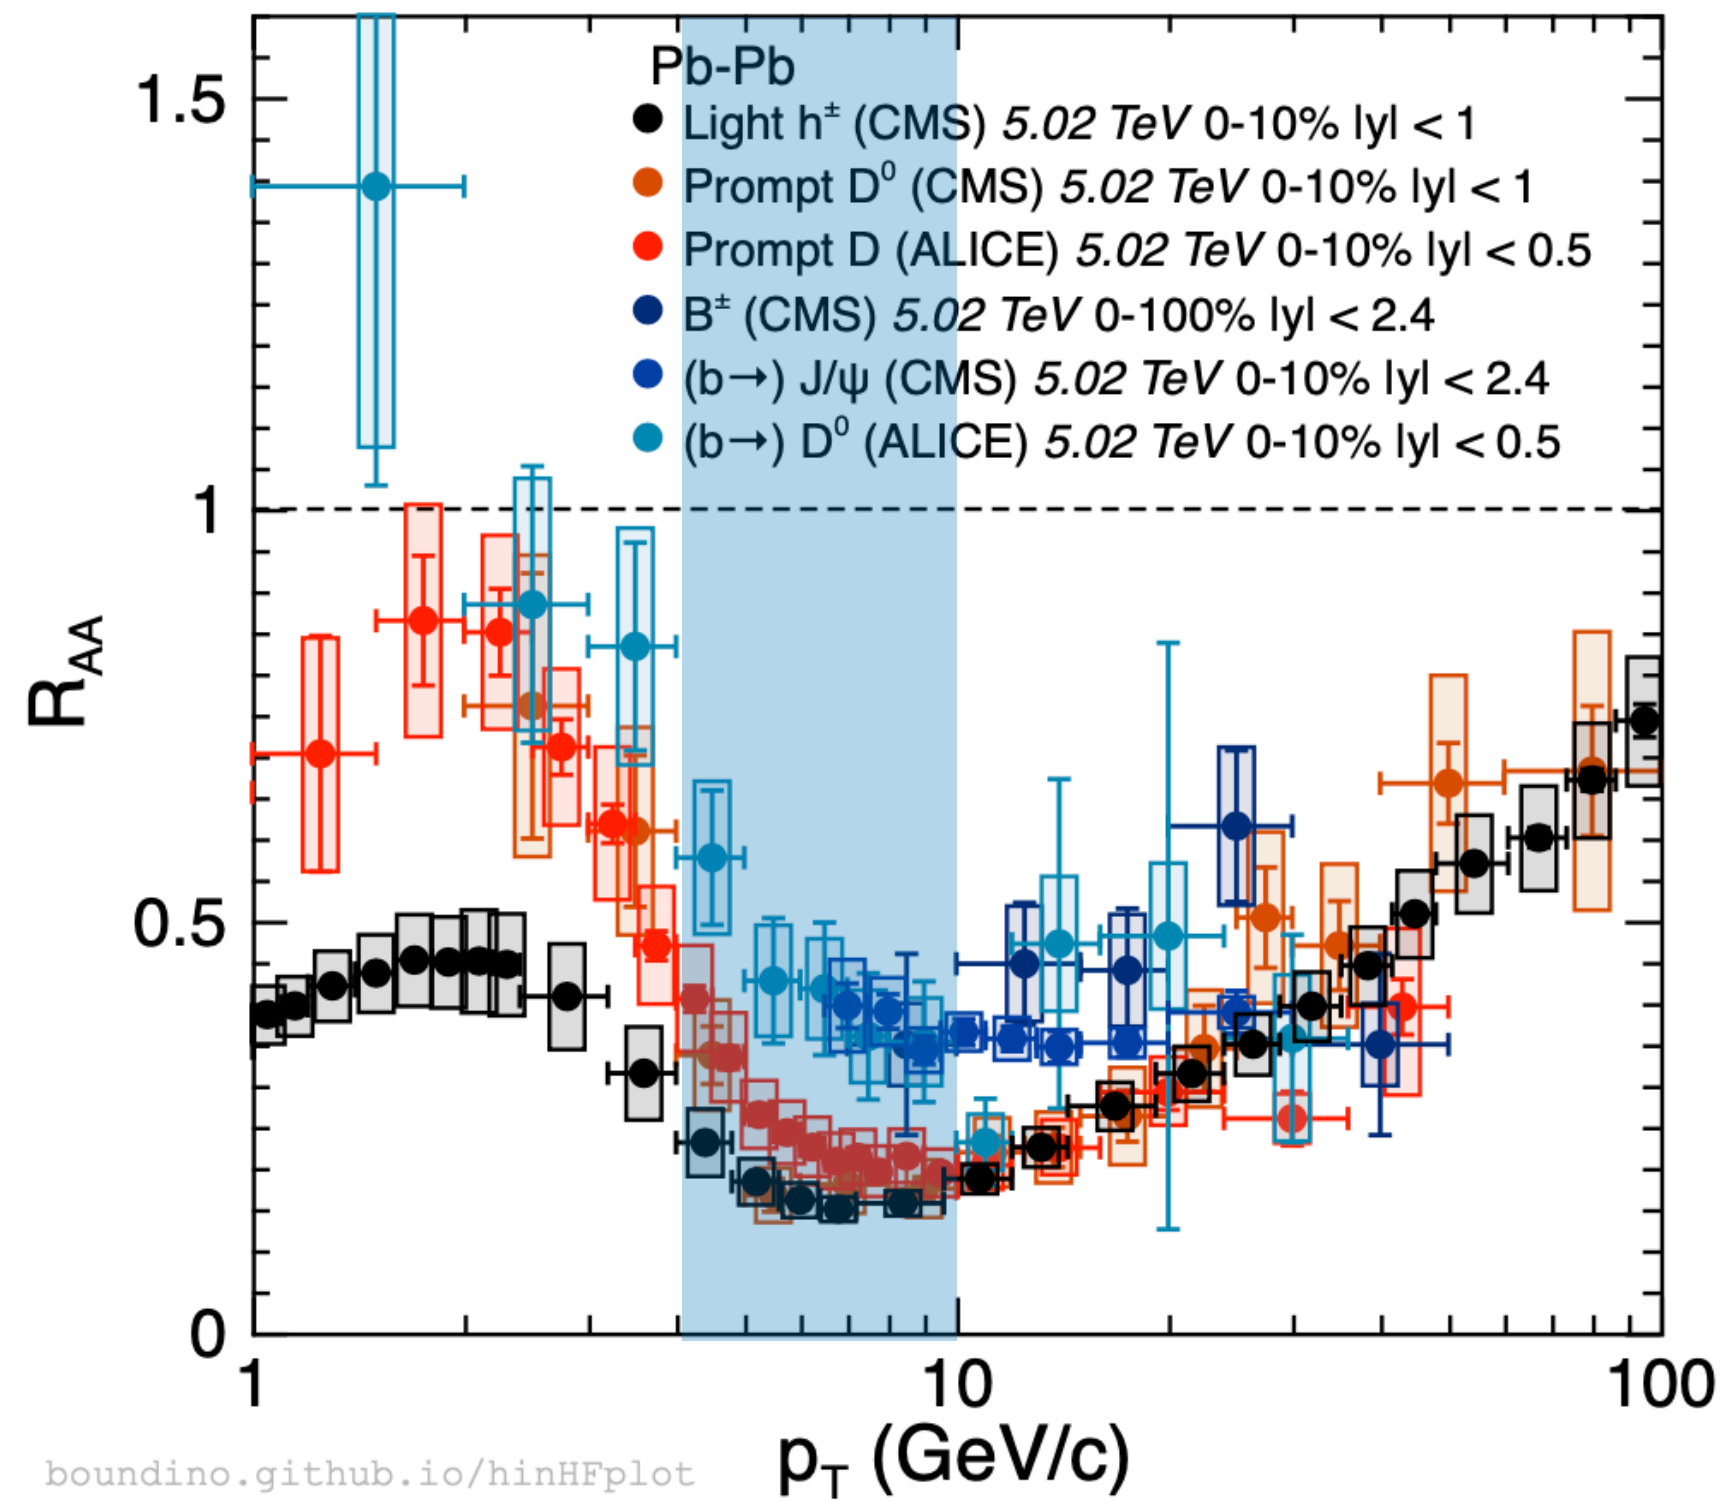 Pb-Pb
Light h± (CMS) 5.02 TeV 0-10% |y| < 1
Prompt D⁰ (CMS) 5.02 TeV 0-10% |y| < 1
Prompt D (ALICE) 5.02 TeV 0-10% |y| < 0.5
B± (CMS) 5.02 TeV 0-100% |y| < 2.4
(b→) J/ψ (CMS) 5.02 TeV 0-10% |y| < 2.4
(b→) D⁰ (ALICE) 5.02 TeV 0-10% |y| < 0.5
1.5
1
0.5
0
R_AA
1 10 100
p_T (GeV/c)
boundino.github.io/hinHFplot